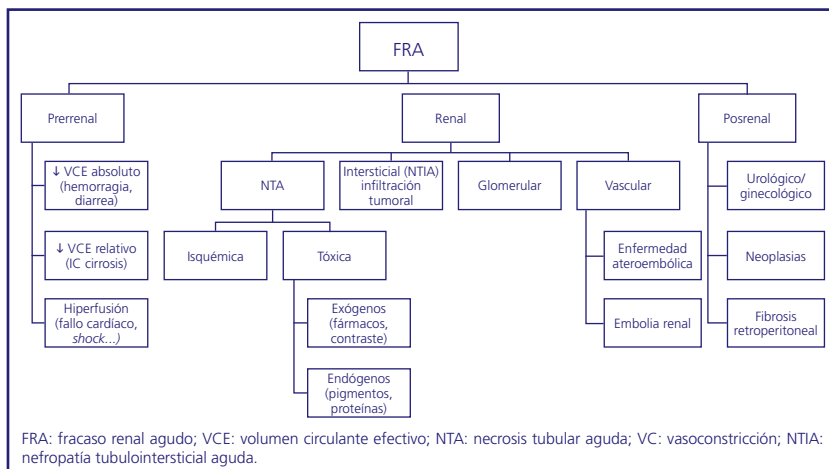 FRA
Prerrenal
Renal
Posrenal
↓ VCE absoluto
(hemorragia,
diarrea)
↓ VCE relativo
(IC cirrosis)
Hiperfusión
(fallo cardíaco,
shock...)
NTA
Intersticial (NTIA)
infiltración
tumoral
Glomerular
Vascular
Isquémica
Tóxica
Exógenos
(fármacos,
contraste)
Endógenos
(pigmentos,
proteínas)
Enfermedad
ateroembólica
Embolia renal
Urológico/
ginecológico
Neoplasias
Fibrosis
retroperitoneal
FRA: fracaso renal agudo; VCE: volumen circulante efectivo; NTA: necrosis tubular aguda; VC: vasoconstricción; NTIA:
nefropatía tubulointersticial aguda.